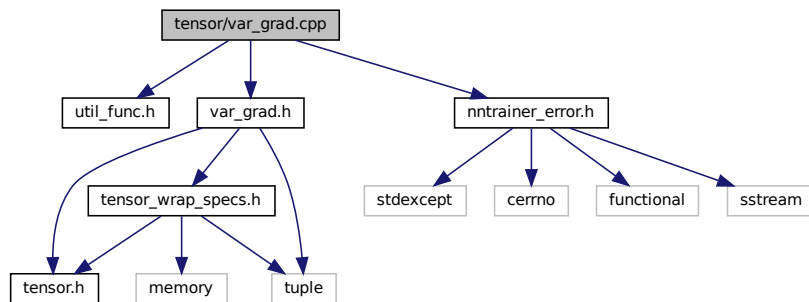 tensor/var_grad.cpp
util_func.h
var_grad.h
nntrainer_error.h
tensor_wrap_specs.h
stdexcept
cerrno
functional
sstream
tensor.h
memory
tuple